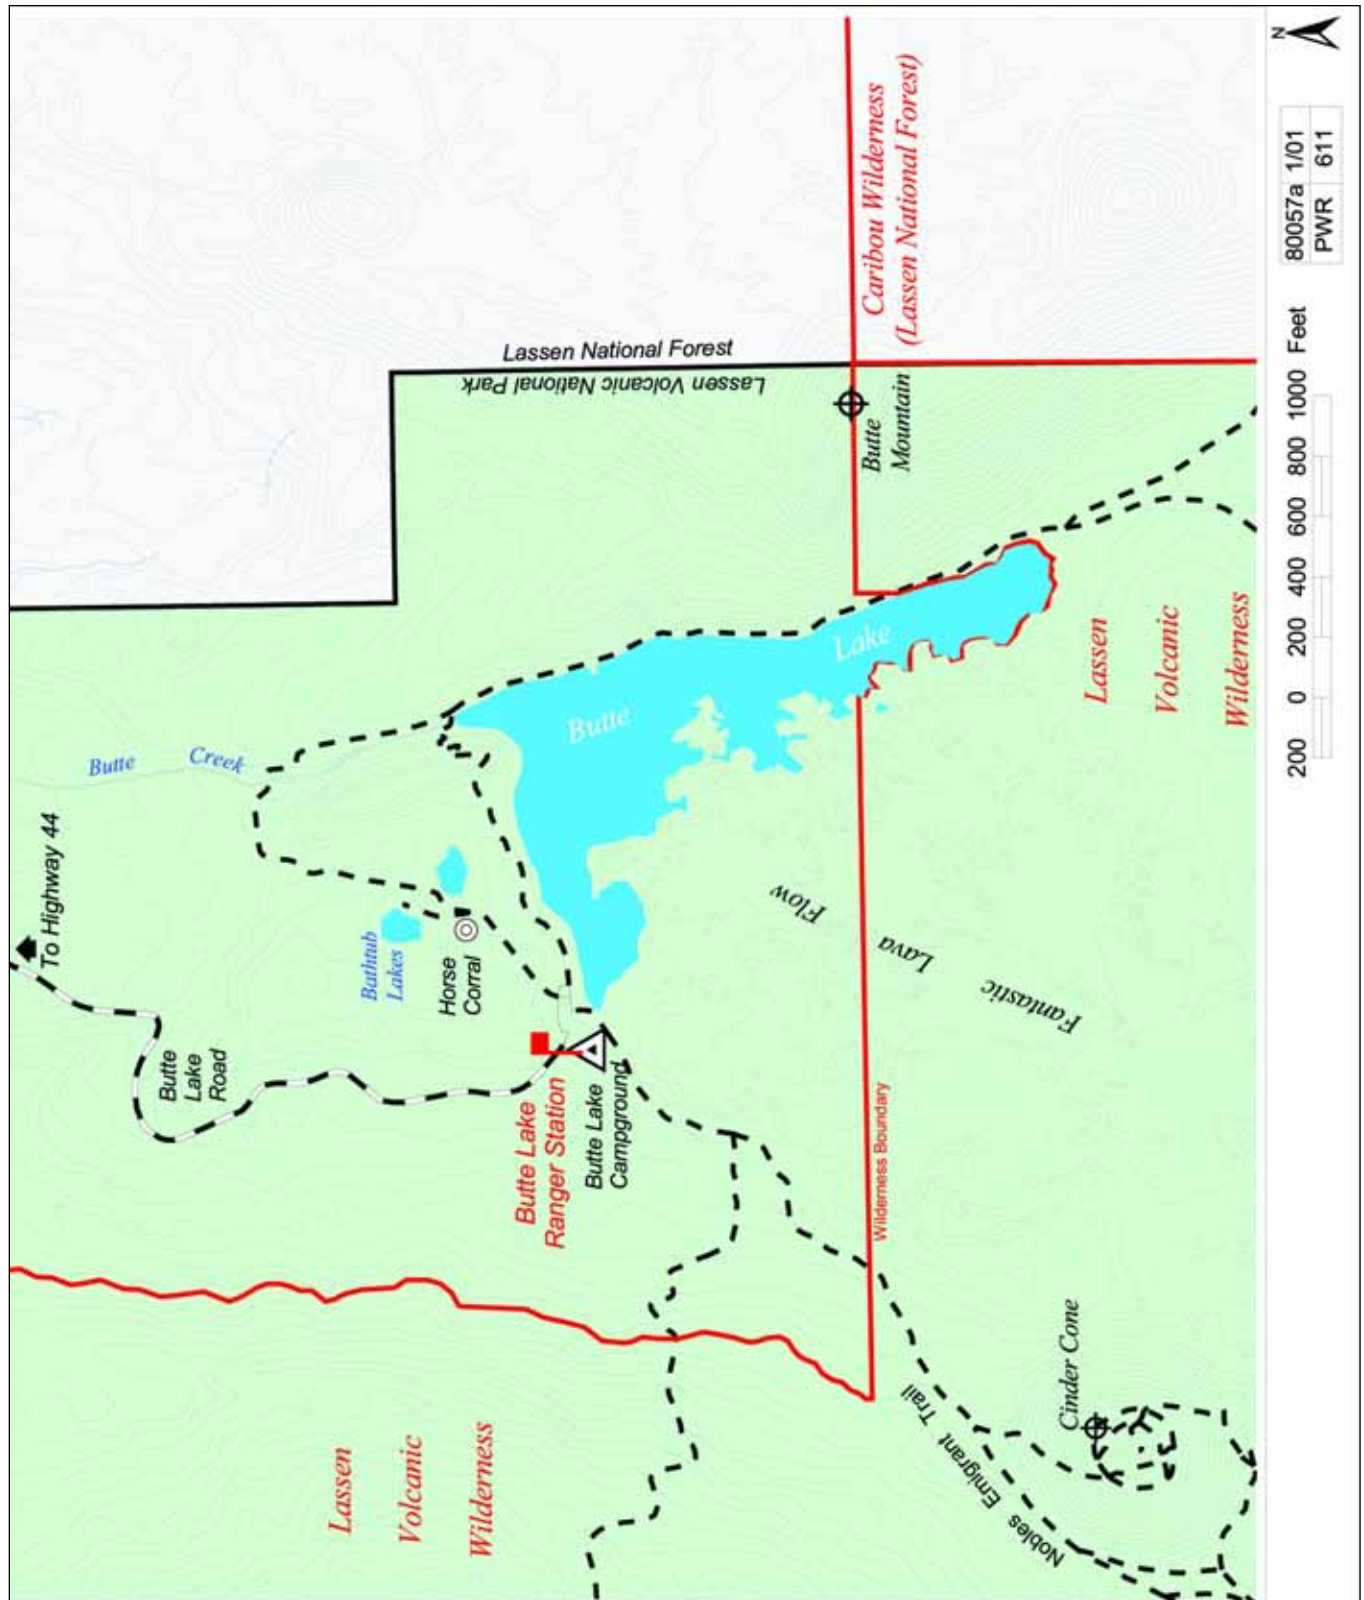 N
80057a 1/01
PWR 611
200 0 200 400 600 800 1000 Feet
Caribou Wilderness
(Lassen National Forest)
Lassen National Forest
Lassen Volcanic National Park
Butte
Mountain
Butte
Lake
Butte Creek
To Highway 44
Bathtub
Lakes
Horse
Corral
Butte
Lake
Road
Butte Lake
Ranger Station
Butte Lake
Campground
Fantastic
Lava
Flow
Lassen
Volcanic
Wilderness
Wilderness Boundary
Cinder Cone
Nobles Emigrant Trail
Lassen
Volcanic
Wilderness